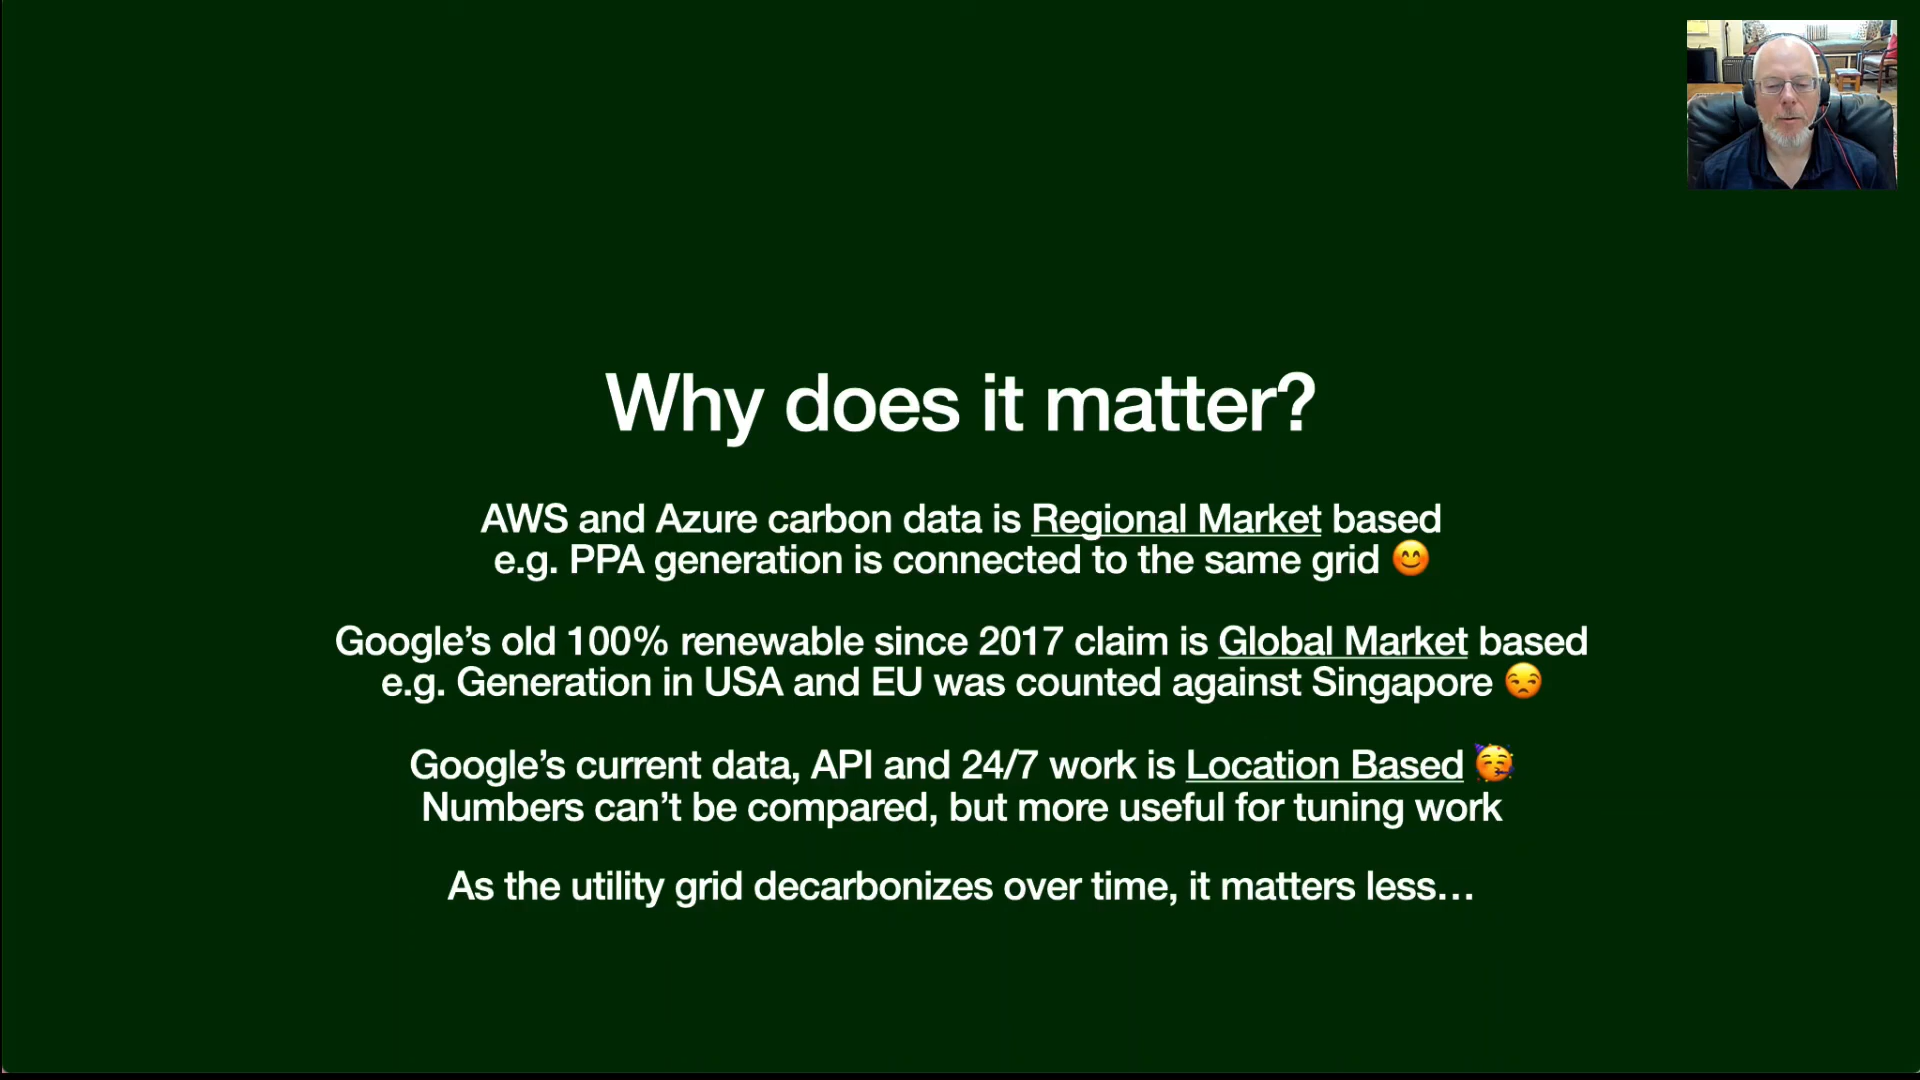 Why does it matter?
AWS and Azure carbon data is Regional Market based
e.g. PPA generation is connected to the same grid 😊
Google’s old 100% renewable since 2017 claim is Global Market based
e.g. Generation in USA and EU was counted against Singapore 😒
Google’s current data, API and 24/7 work is Location Based 🥳
Numbers can’t be compared, but more useful for tuning work
As the utility grid decarbonizes over time, it matters less…